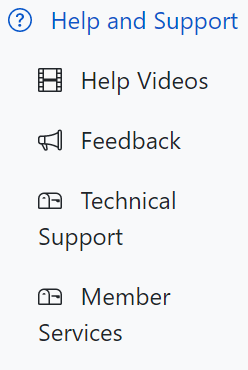 Help and Support
Help Videos
Feedback
Technical
Support
Member
Services